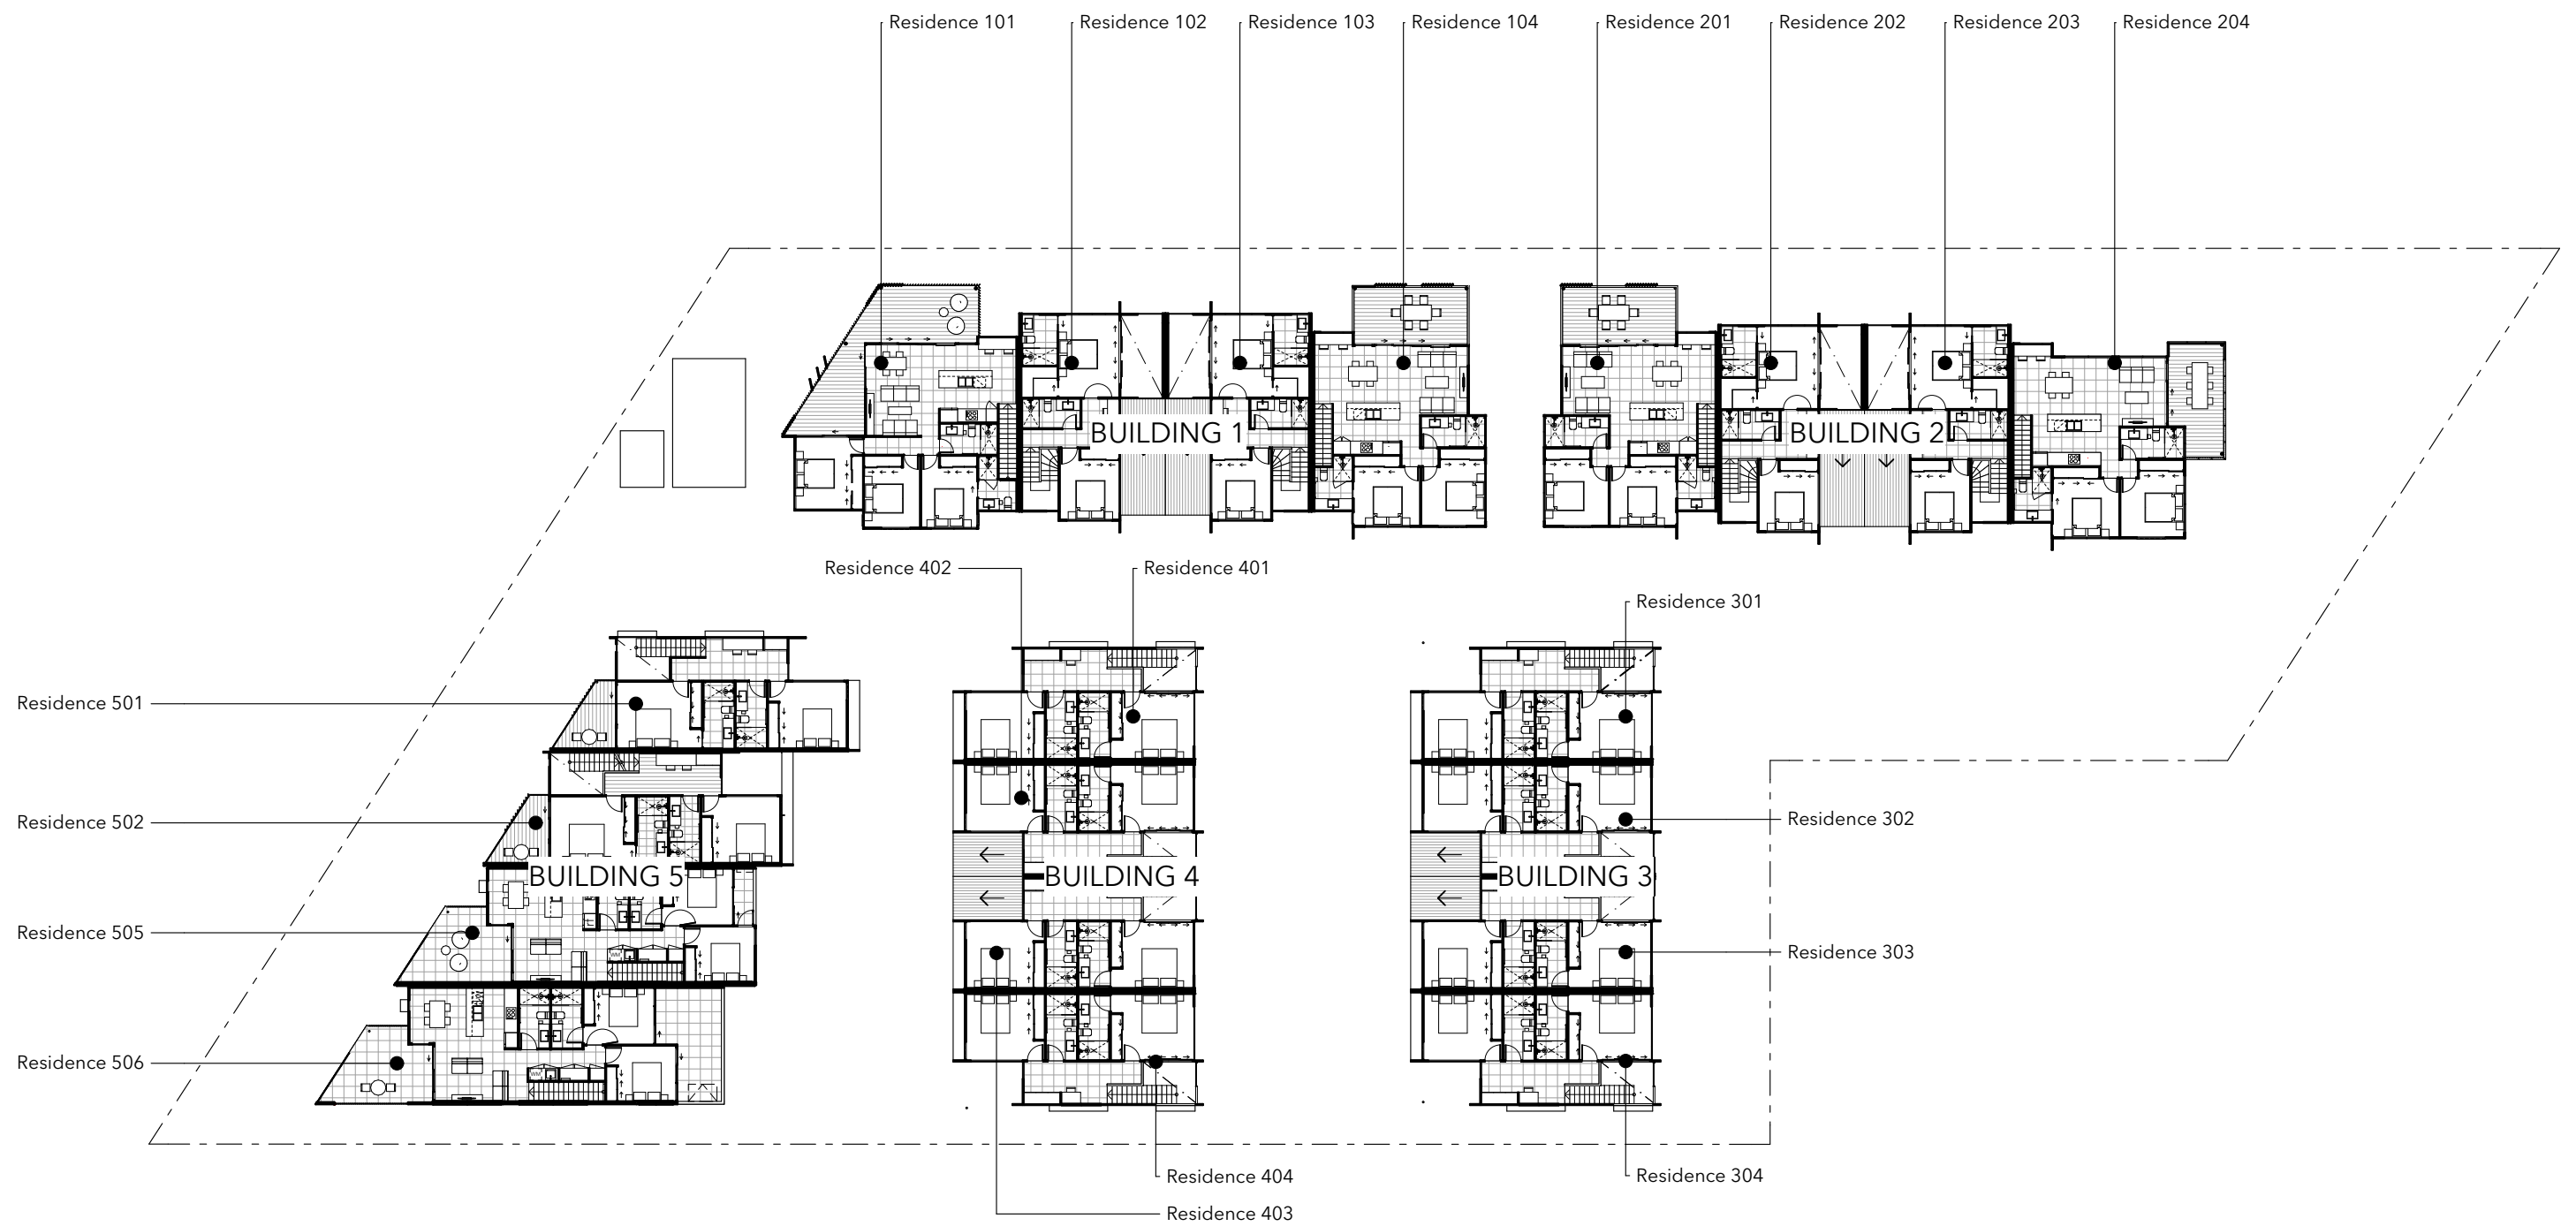 Residence 101
Residence 102
Residence 103
Residence 104
Residence 201
Residence 202
Residence 203
Residence 204
BUILDING 1
BUILDING 2
Residence 402
Residence 401
Residence 301
Residence 501
Residence 502
Residence 302
BUILDING 5
BUILDING 4
BUILDING 3
Residence 505
Residence 303
WM
Residence 506
WM
Residence 404
Residence 304
Residence 403